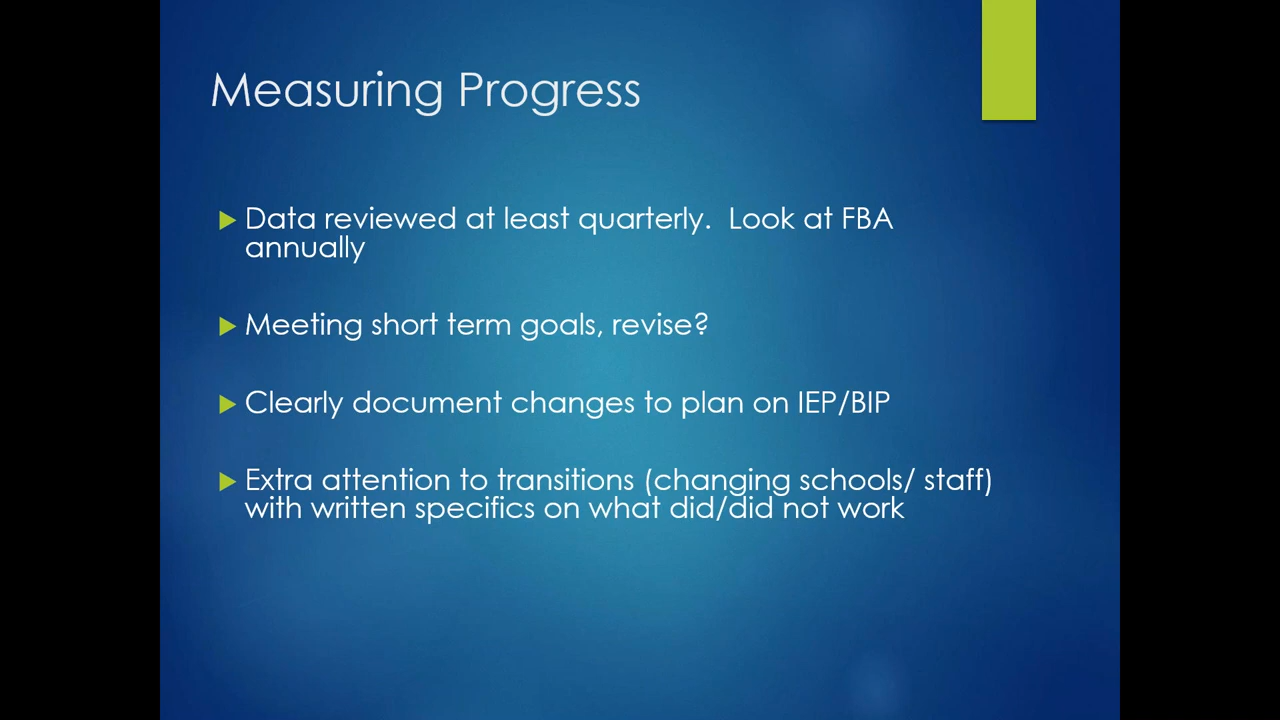 Measuring Progress
Data reviewed at least quarterly.  Look at FBA
annually
Meeting short term goals, revise?
Clearly document changes to plan on IEP/BIP
Extra attention to transitions (changing schools/ staff)
with written specifics on what did/did not work